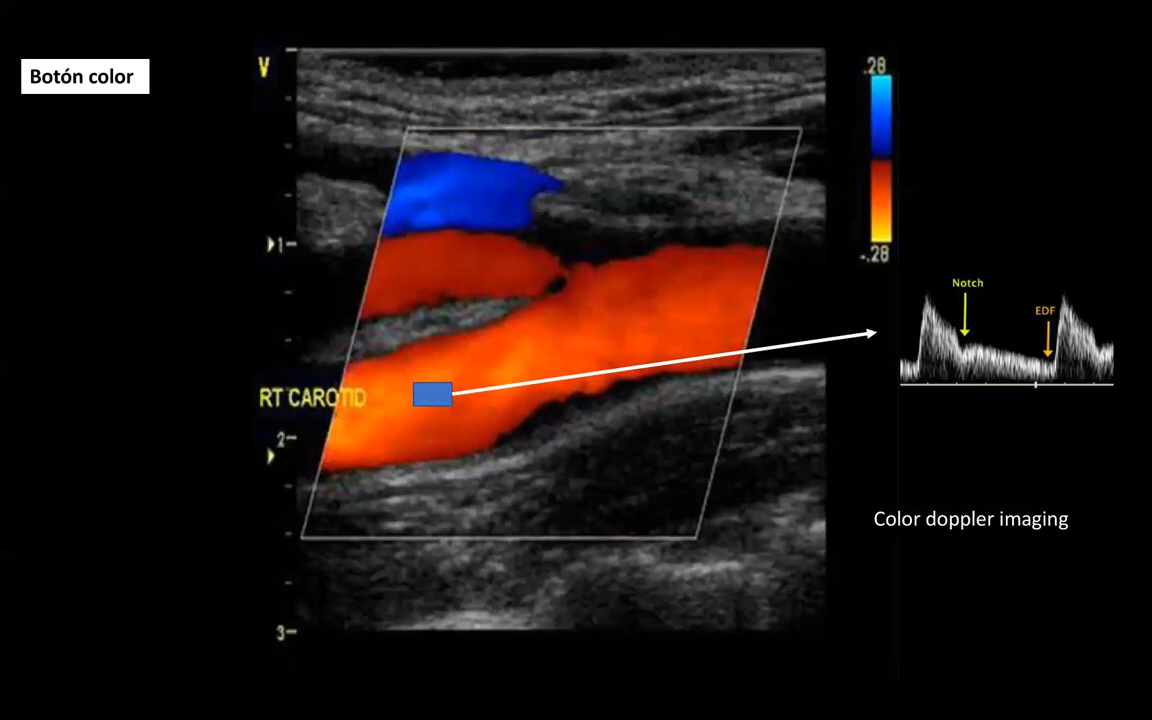 Botón color
V
.28
1
-.28
Notch
EDF
RT CAROTID
2
Color doppler imaging
3